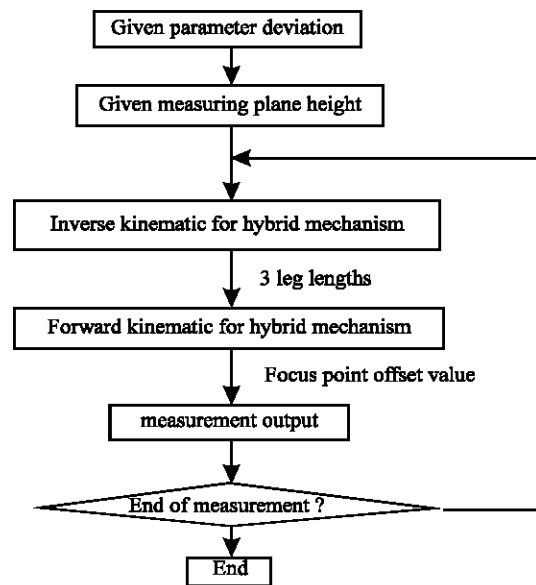 Given parameter deviation
Given measuring plane height
Inverse kinematic for hybrid mechanism
3 leg lengths
Forward kinematic for hybrid mechanism
Focus point offset value
measurement output
End of measurement ?
End